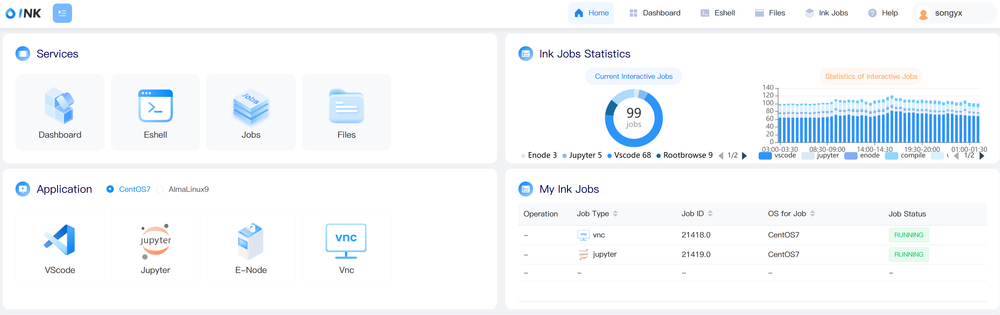 INK
Home
Dashboard
Eshell
Files
Ink Jobs
Help
songyx
Services
Dashboard
Eshell
Jobs
Jobs
Files
Ink Jobs Statistics
Current Interactive Jobs
99
jobs
Enode 3 Jupyter 5 Vscode 68 Rootbrowse 9 1/2
Statistics of Interactive Jobs
140
120
100
80
60
40
20
0
03:00-03:30 08:30-09:00 14:00-14:30 19:30-20:00 01:00-01:30
vscode jupyter enode compile 1/2
Application CentOS7 AlmaLinux9
VScode
jupyter
Jupyter
E-Node
vnc
Vnc
My Ink Jobs
Operation Job Type Job ID OS for Job Job Status
– vnc vnc 21418.0 CentOS7 RUNNING
– jupyter jupyter 21419.0 CentOS7 RUNNING
– – – – –